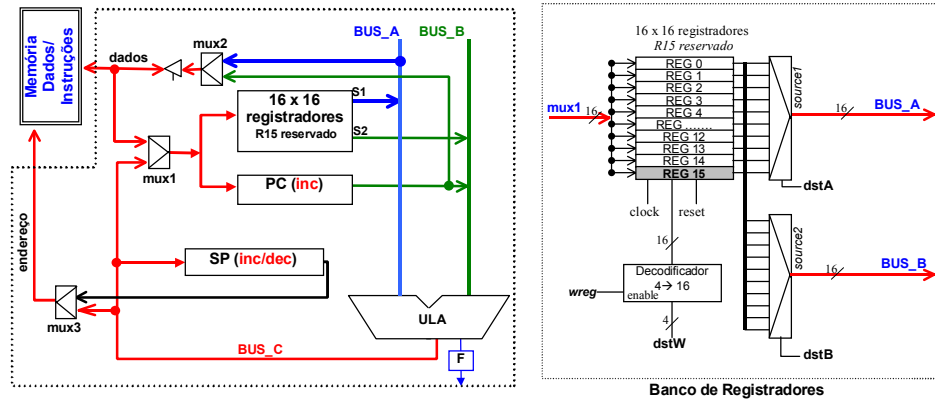 Memória
Dados/
Instruções
dados
mux2
BUS_A
BUS_B
16 x 16
registradores
R15 reservado
S1
S2
mux1
PC (inc)
endereço
SP (inc/dec)
mux3
ULA
BUS_C
F
16 x 16 registradores
R15 reservado
mux1
16
REG 0
REG 1
REG 2
REG 3
REG 4
REG .......
REG 12
REG 13
REG 14
REG 15
clock
reset
16
Decodificador
4→ 16
enable
wreg
4
dstW
source1
16
BUS_A
dstA
source2
16
BUS_B
dstB
Banco de Registradores